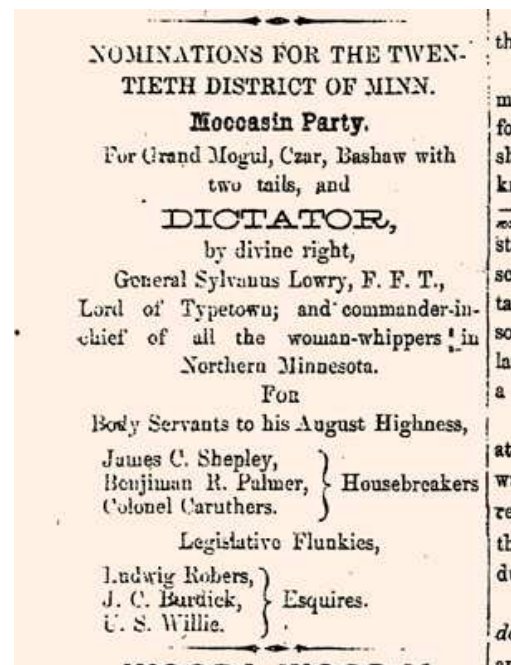 NOMINATIONS FOR THE TWEN-
TIETH DISTRICT OF MINN.
Moccasin Party.
For Grand Mogul, Czar, Bashaw with
two tails, and
DICTATOR,
by divine right,
General Sylvanus Lowry, F. F. T.,
Lord of Typetown; and commander-in-
chief of all the woman-whippers in
Northern Minnesota.
FOR
Body Servants to his August Highness,
James C. Shepley,
Benjiman R. Palmer, } Housebreakers
Colonel Caruthers.
Legislative Flunkies,
Ludwig Robers,
J. C. Burdick, } Esquires.
U. S. Willie.